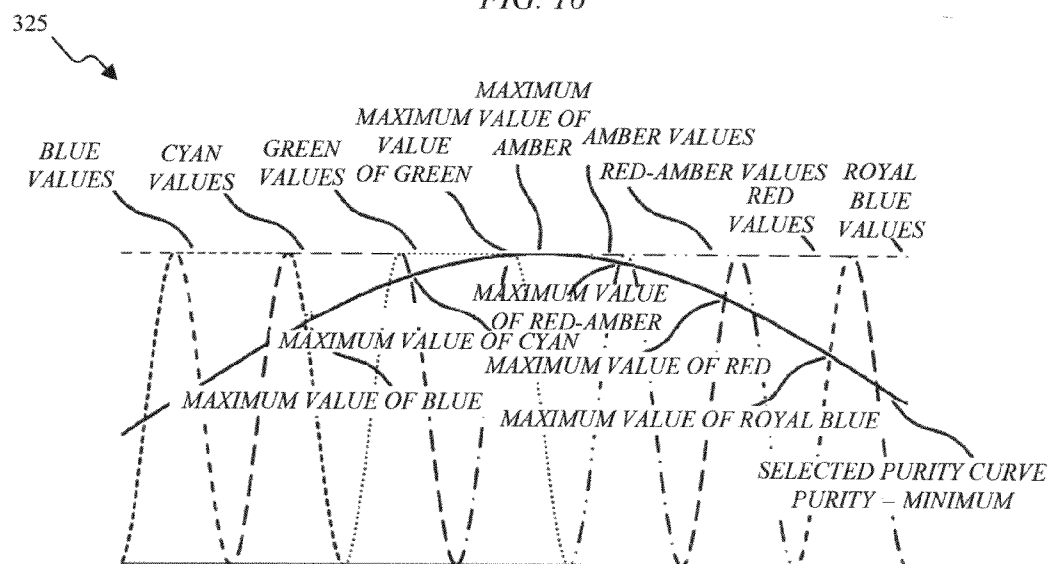 FIG. 16
325
BLUE
VALUES
CYAN
VALUES
GREEN
VALUES
MAXIMUM
VALUE
OF GREEN
MAXIMUM
VALUE OF
AMBER
AMBER VALUES
RED-AMBER VALUES
RED
VALUES
ROYAL
BLUE
VALUES
MAXIMUM VALUE
OF RED-AMBER
MAXIMUM VALUE OF CYAN
MAXIMUM VALUE OF RED
MAXIMUM VALUE OF BLUE
MAXIMUM VALUE OF ROYAL BLUE
SELECTED PURITY CURVE
PURITY – MINIMUM